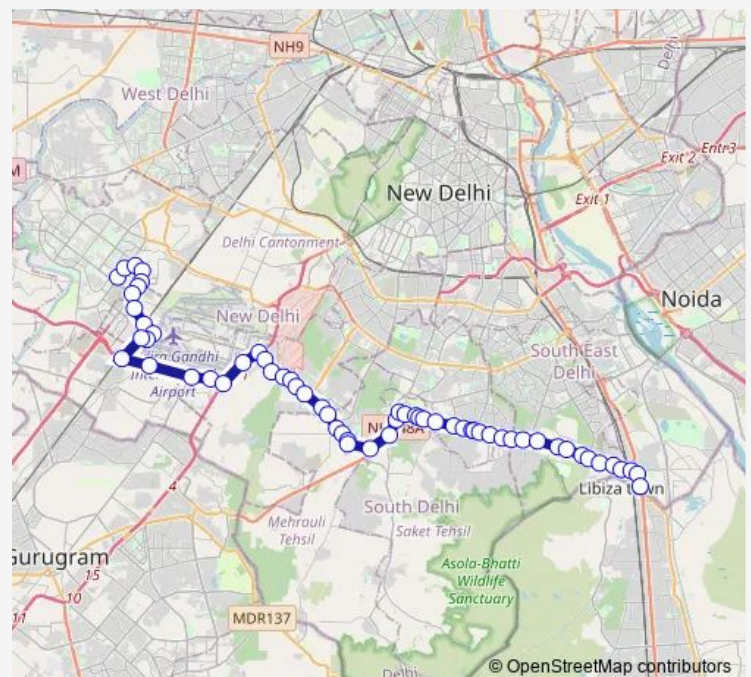 NH9
Delhi
West Delhi
Exit 2
Entr3
M
New Delhi
Exit 1
Delhi Cantonment
Noida
New Delhi
Gandhi
Airport
South East
Delhi
8A
Libiza town
South Delhi
4
Mehrauli
Tehsil
Saket Tehsil
Gurugram
15
Asola-Bhatti
Wildlife
Sanctuary
10
11
MDR137
Delhi
© OpenStreetMap contributors